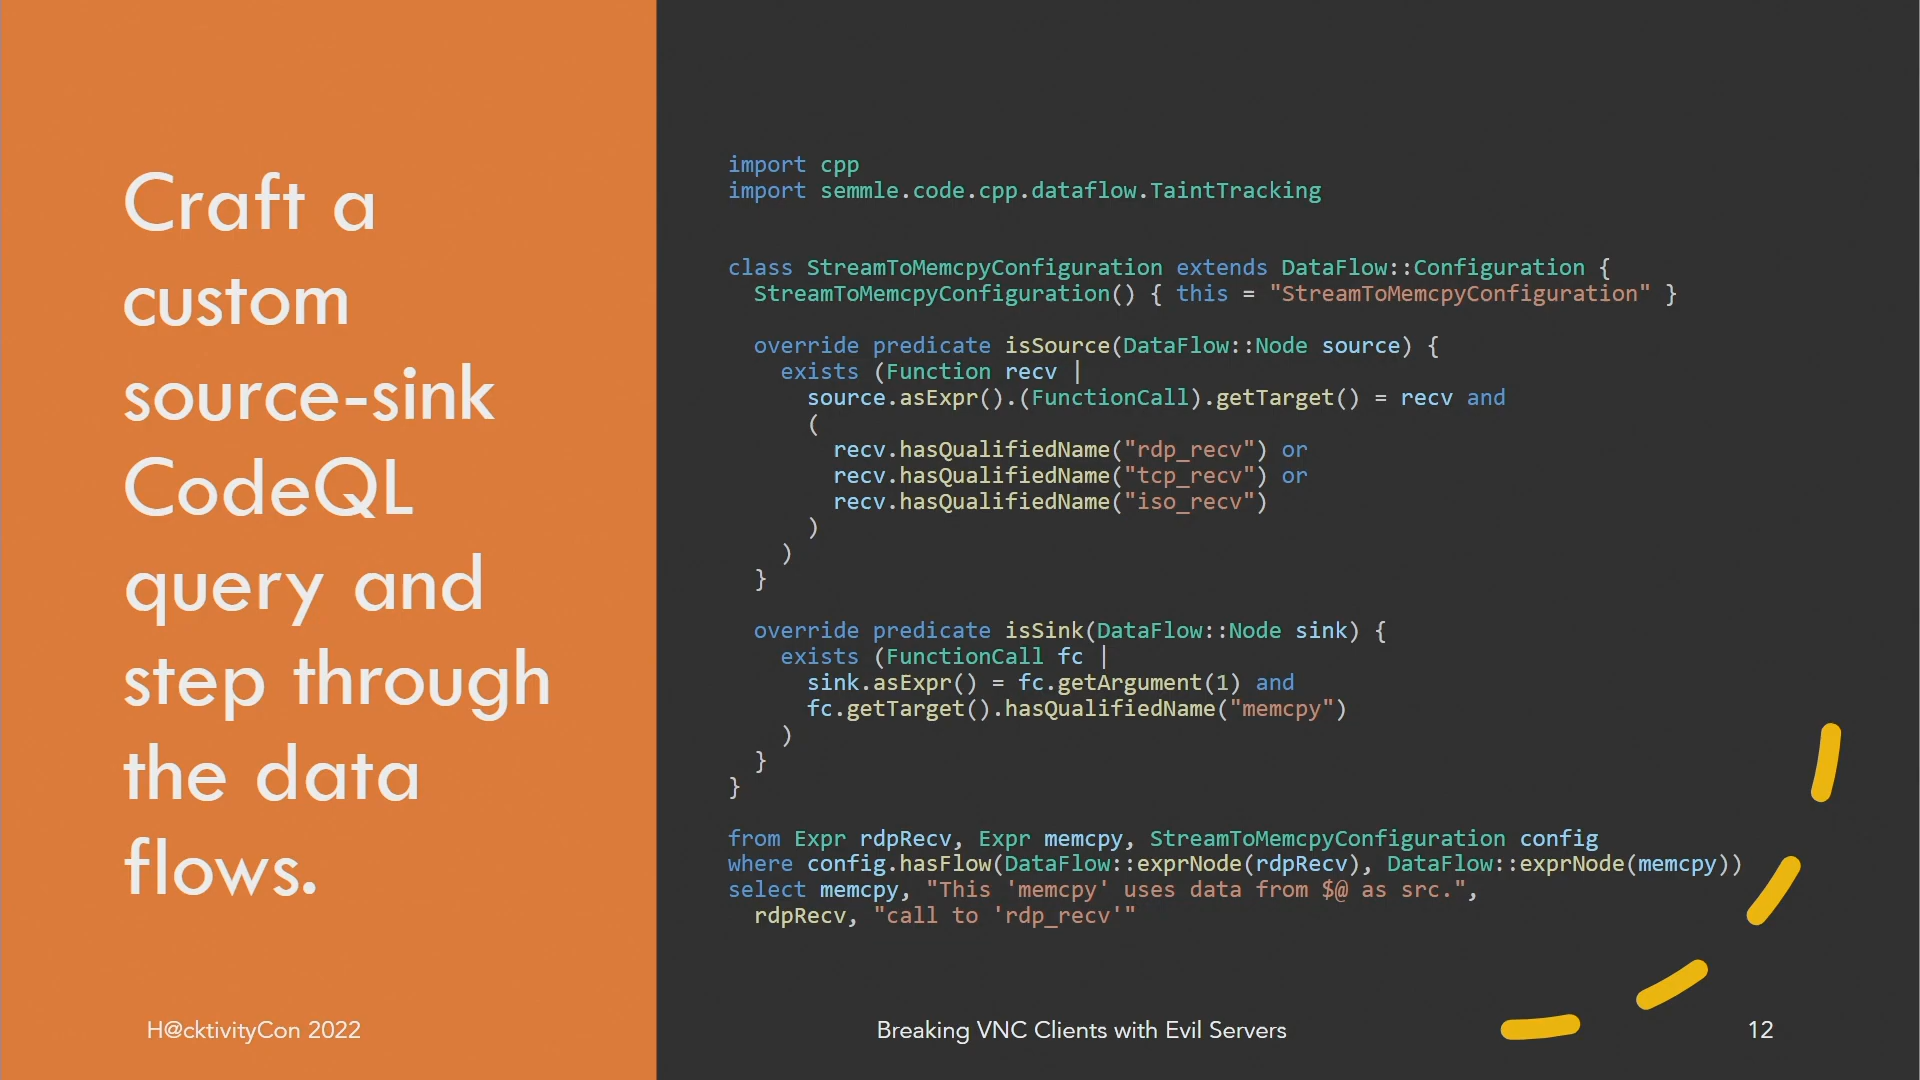 Craft a
custom
source-sink
CodeQL
query and
step through
the data
flows.
import cpp
import semmle.code.cpp.dataflow.TaintTracking
class StreamToMemcpyConfiguration extends DataFlow::Configuration {
  StreamToMemcpyConfiguration() { this = "StreamToMemcpyConfiguration" }
  override predicate isSource(DataFlow::Node source) {
    exists (Function recv |
      source.asExpr().(FunctionCall).getTarget() = recv and
      (
        recv.hasQualifiedName("rdp_recv") or
        recv.hasQualifiedName("tcp_recv") or
        recv.hasQualifiedName("iso_recv")
      )
    )
  }
  override predicate isSink(DataFlow::Node sink) {
    exists (FunctionCall fc |
      sink.asExpr() = fc.getArgument(1) and
      fc.getTarget().hasQualifiedName("memcpy")
    )
  }
}
from Expr rdpRecv, Expr memcpy, StreamToMemcpyConfiguration config
where config.hasFlow(DataFlow::exprNode(rdpRecv), DataFlow::exprNode(memcpy))
select memcpy, "This 'memcpy' uses data from $@ as src.",
  rdpRecv, "call to 'rdp_recv'"
H@cktivityCon 2022
Breaking VNC Clients with Evil Servers
12